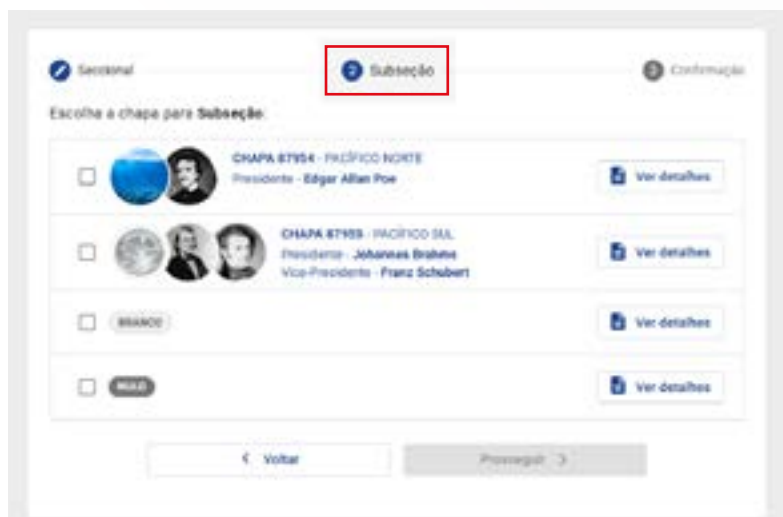 Seccional
2 Subseção
3 Confirmação
Escolha a chapa para Subseção:
CHAPA 87954 - PACÍFICO NORTE
Presidente - Edgar Allan Poe
Ver detalhes
CHAPA 87955 - PACÍFICO SUL
Presidente - Johannes Brahms
Vice-Presidente - Franz Schubert
Ver detalhes
BRANCO
Ver detalhes
NULO
Ver detalhes
Voltar
Prosseguir